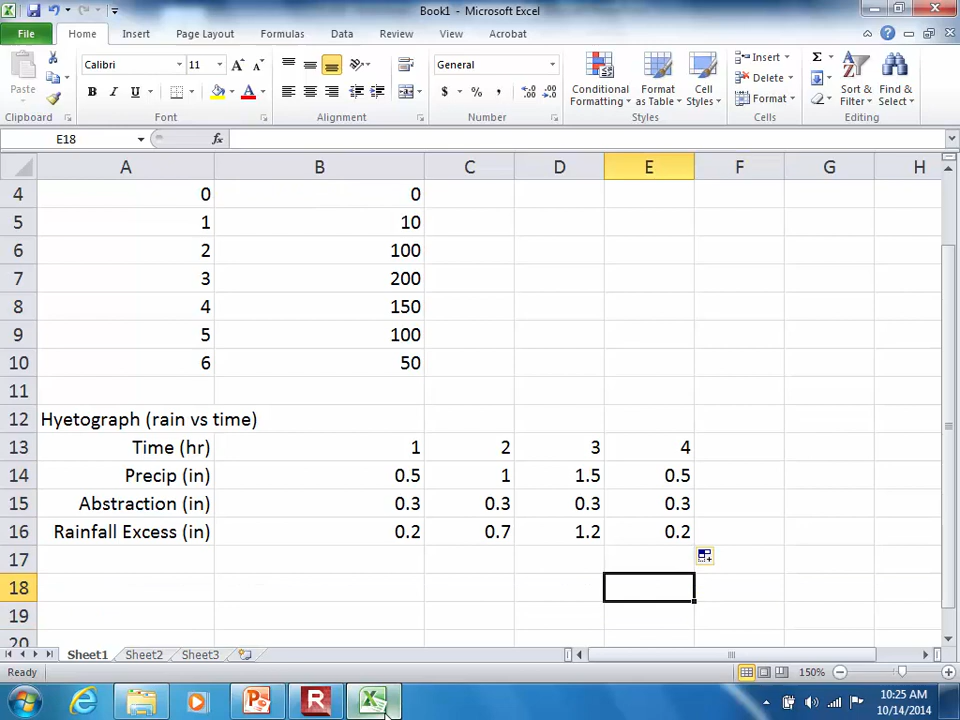 Book1 - Microsoft Excel
File Home Insert Page Layout Formulas Data Review View Acrobat
Paste
Clipboard
Calibri 11
B I U
Font
Alignment
General
$ % ,
Number
Conditional Formatting
Format as Table
Cell Styles
Styles
Insert
Delete
Format
Cells
Σ
Sort & Filter
Find & Select
Editing
E18 fx
A B C D E F G H
4 0 0
5 1 10
6 2 100
7 3 200
8 4 150
9 5 100
10 6 50
11
12 Hyetograph (rain vs time)
13 Time (hr) 1 2 3 4
14 Precip (in) 0.5 1 1.5 0.5
15 Abstraction (in) 0.3 0.3 0.3 0.3
16 Rainfall Excess (in) 0.2 0.7 1.2 0.2
17
18
19
20
Sheet1 Sheet2 Sheet3
Ready 150%
10:25 AM
10/14/2014